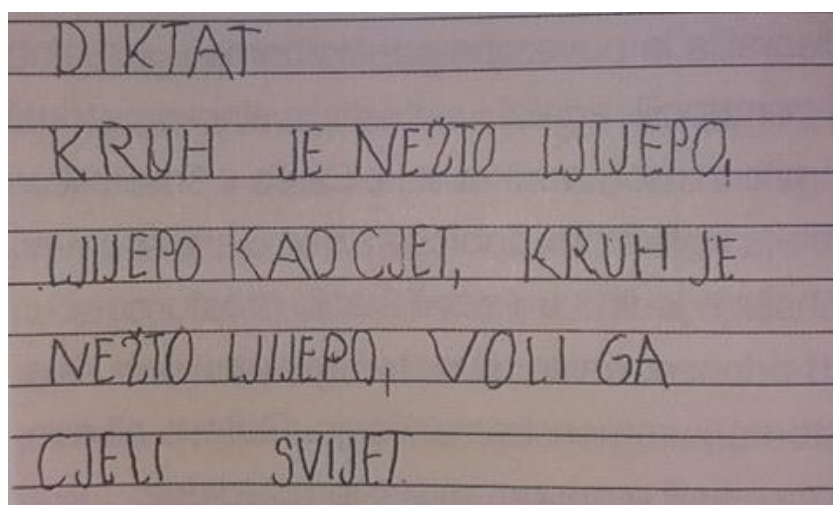 DIKTAT
KRUH JE NEŽTO LJIJEPO,
LJIJEPO KAO CJET, KRUH JE
NEŽTO LJIJEPO, VOLI GA
CJELI SVIJET.